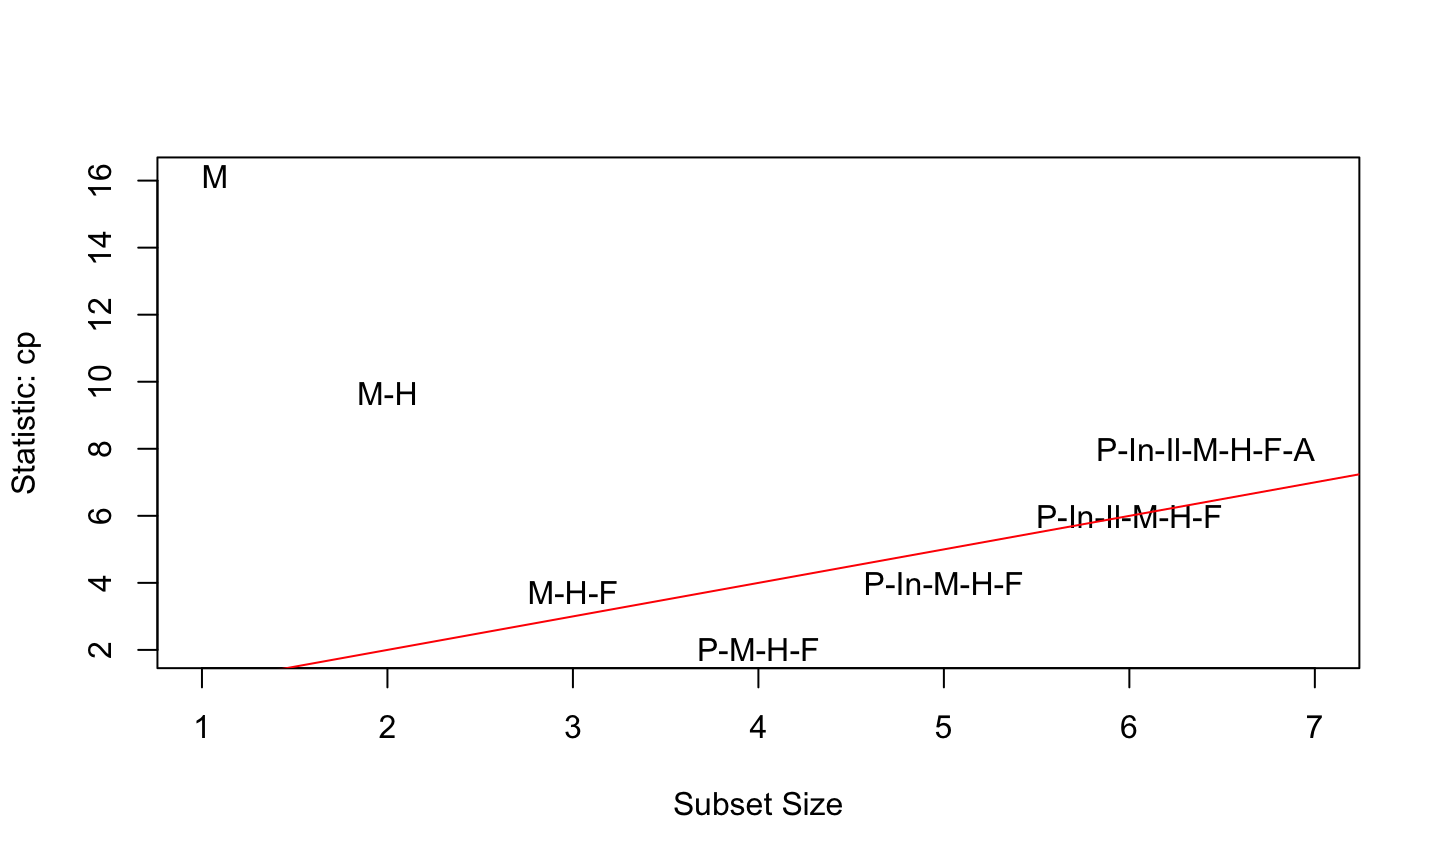 Statistic: cp
16
14
12
10
8
6
4
2
M
M-H
M-H-F
P-M-H-F
P-In-M-H-F
P-In-Il-M-H-F
P-In-Il-M-H-F-A
1 2 3 4 5 6 7
Subset Size